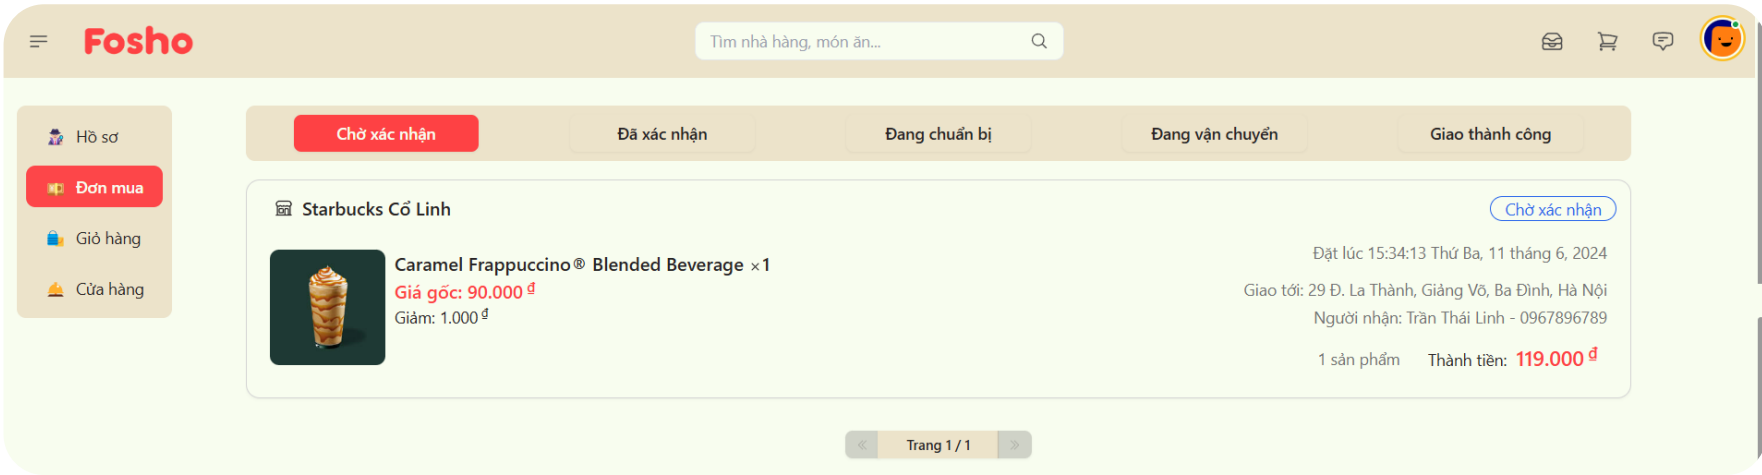 Fosho
Tìm nhà hàng, món ăn...
Hồ sơ
Đơn mua
Giỏ hàng
Cửa hàng
Chờ xác nhận
Đã xác nhận
Đang chuẩn bị
Đang vận chuyển
Giao thành công
Starbucks Cổ Linh
Chờ xác nhận
Caramel Frappuccino® Blended Beverage ×1
Giá gốc: 90.000 ₫
Giảm: 1.000 ₫
Đặt lúc 15:34:13 Thứ Ba, 11 tháng 6, 2024
Giao tới: 29 Đ. La Thành, Giảng Võ, Ba Đình, Hà Nội
Người nhận: Trần Thái Linh - 0967896789
1 sản phẩm Thành tiền: 119.000 ₫
« Trang 1 / 1 »